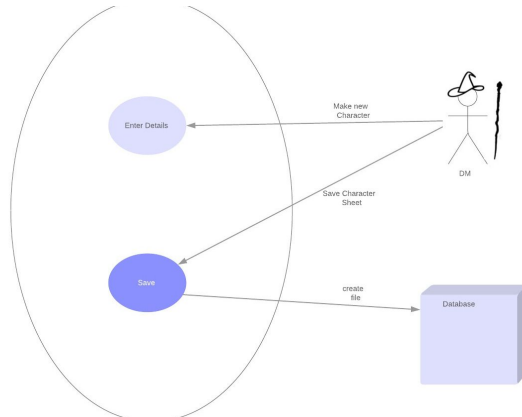 Make new
Character
Enter Details
DM
Save Character
Sheet
Save
create
file
Database